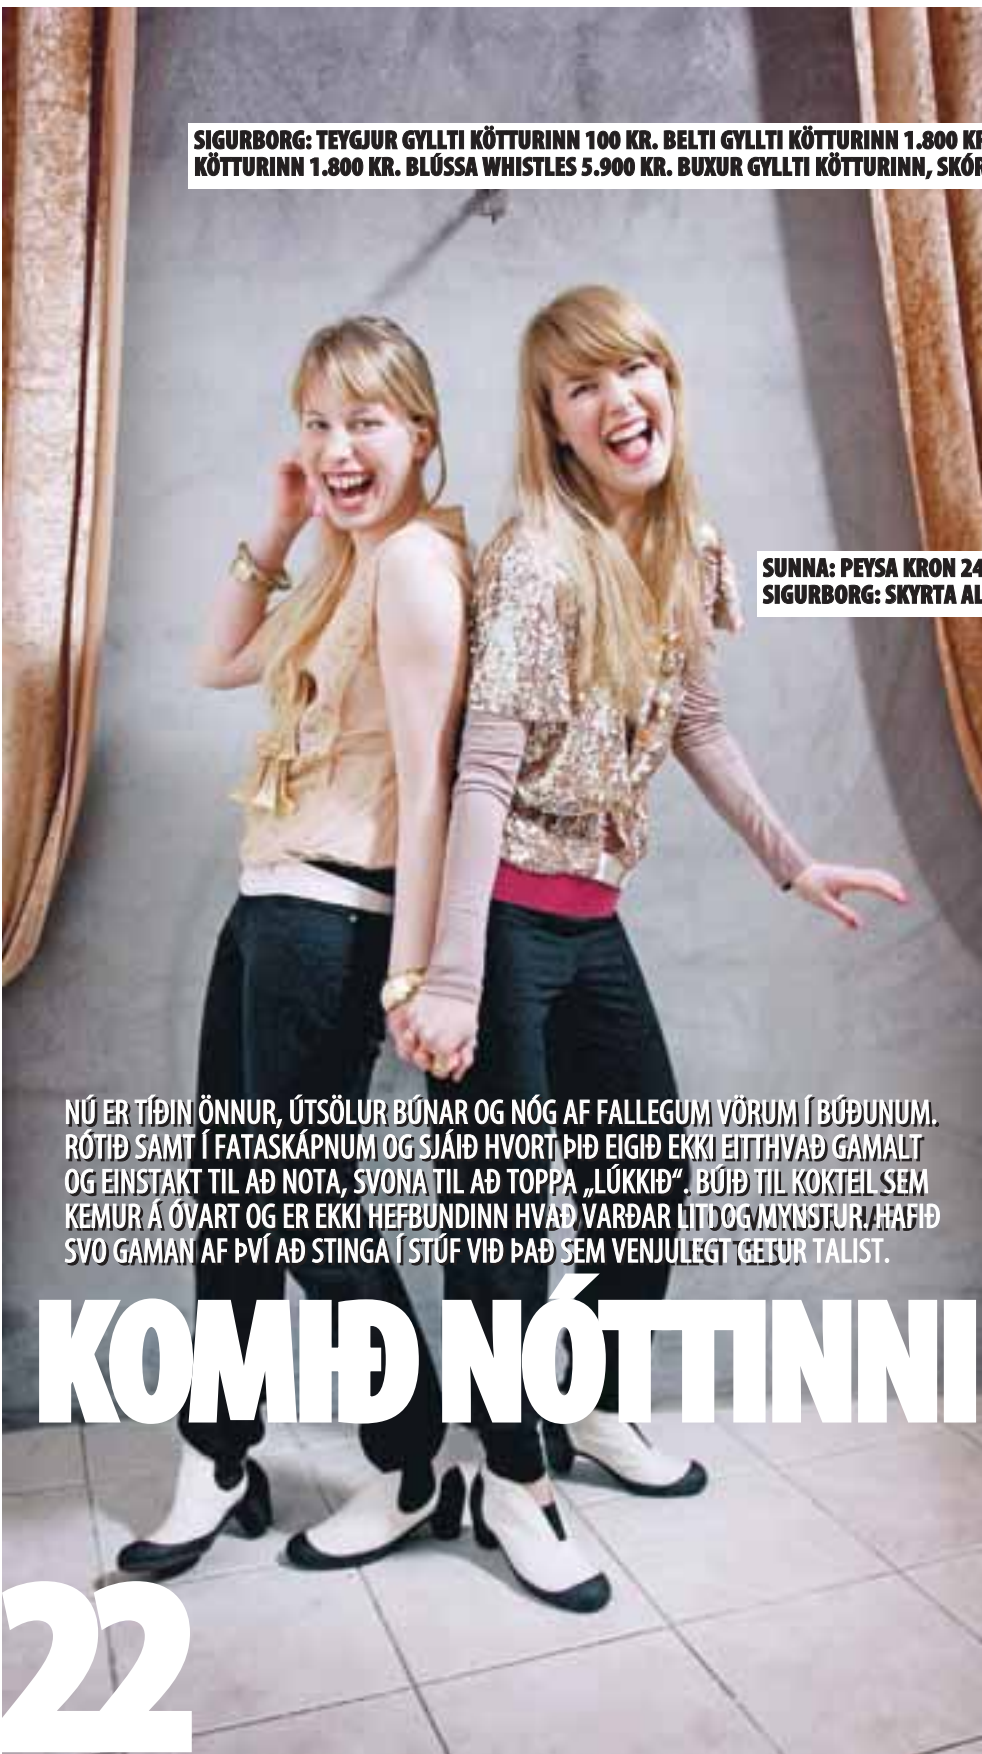 SIGURBORG: TEYGJUR GYLLTI KÖTTURINN 100 KR. BELTI GYLLTI KÖTTURINN 1.800 KR
KÖTTURINN 1.800 KR. BLÚSSA WHISTLES 5.900 KR. BUXUR GYLLTI KÖTTURINN, SKÓR
SUNNA: PEYSA KRON 24
SIGURBORG: SKYRTA AL
NÚ ER TÍÐIN ÖNNUR, ÚTSÖLUR BÚNAR OG NÓG AF FALLEGUM VÖRUM Í BÚÐUNUM.
RÓTIÐ SAMT Í FATASKÁPNUM OG SJÁIÐ HVORT ÞIÐ EIGIÐ EKKI EITTHVAÐ GAMALT
OG EINSTAKT TIL AÐ NOTA, SVONA TIL AÐ TOPPA „LÚKKIÐ“. BÚIÐ TIL KOKTEIL SEM
KEMUR Á ÓVART OG ER EKKI HEFBUNDINN HVAÐ VARÐAR LITI OG MYNSTUR. HAFIÐ
SVO GAMAN AF ÞVÍ AÐ STINGA Í STÚF VIÐ ÞAÐ SEM VENJULEGT GETUR TALIST.
KOMIÐ NÓTTINNI
22